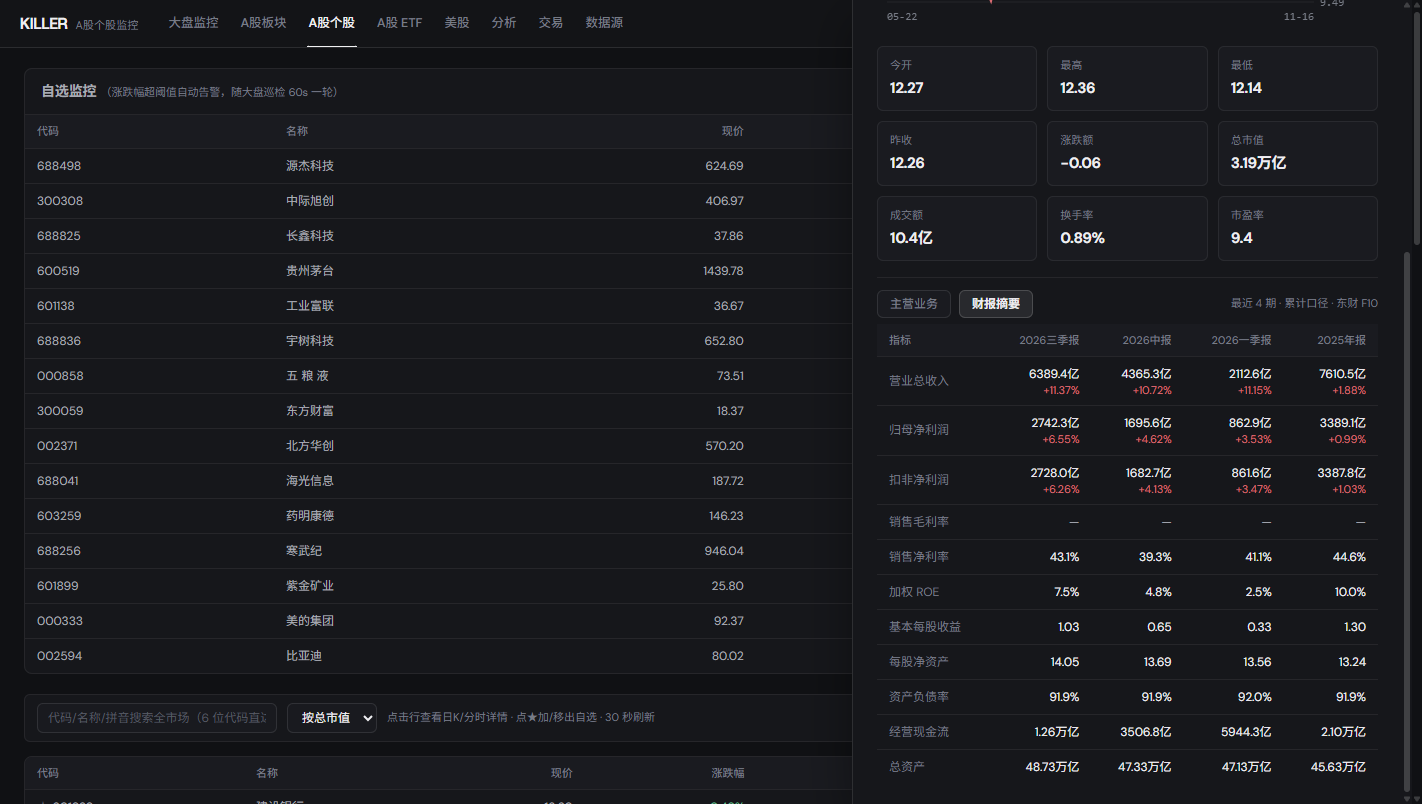 KILLER A股个股监控 大盘监控 A股板块 A股个股 A股 ETF 美股 分析 交易 数据源
自选监控 （涨跌幅超阈值自动告警，随大盘巡检 60s 一轮）
代码 名称 现价
688498 源杰科技 624.69
300308 中际旭创 406.97
688825 长鑫科技 37.86
600519 贵州茅台 1439.78
601138 工业富联 36.67
688836 宇树科技 652.80
000858 五 粮 液 73.51
300059 东方财富 18.37
002371 北方华创 570.20
688041 海光信息 187.72
603259 药明康德 146.23
688256 寒武纪 946.04
601899 紫金矿业 25.80
000333 美的集团 92.37
002594 比亚迪 80.02
代码/名称/拼音搜索全市场（6 位代码直达 按总市值 点击行查看日K/分时详情 · 点★加/移出自选 · 30 秒刷新
代码 名称 现价 涨跌幅
9.49
05-22 11-16
今开 最高 最低
12.27 12.36 12.14
昨收 涨跌额 总市值
12.26 -0.06 3.19万亿
成交额 换手率 市盈率
10.4亿 0.89% 9.4
主营业务 财报摘要 最近 4 期 · 累计口径 · 东财 F10
指标 2026三季报 2026中报 2026一季报 2025年报
营业总收入 6389.4亿 4365.3亿 2112.6亿 7610.5亿
+11.37% +10.72% +11.15% +1.88%
归母净利润 2742.3亿 1695.6亿 862.9亿 3389.1亿
+6.55% +4.62% +3.53% +0.99%
扣非净利润 2728.0亿 1682.7亿 861.6亿 3387.8亿
+6.26% +4.13% +3.47% +1.03%
销售毛利率 — — — —
销售净利率 43.1% 39.3% 41.1% 44.6%
加权 ROE 7.5% 4.8% 2.5% 10.0%
基本每股收益 1.03 0.65 0.33 1.30
每股净资产 14.05 13.69 13.56 13.24
资产负债率 91.9% 91.9% 92.0% 91.9%
经营现金流 1.26万亿 3506.8亿 5944.3亿 2.10万亿
总资产 48.73万亿 47.33万亿 47.13万亿 45.63万亿